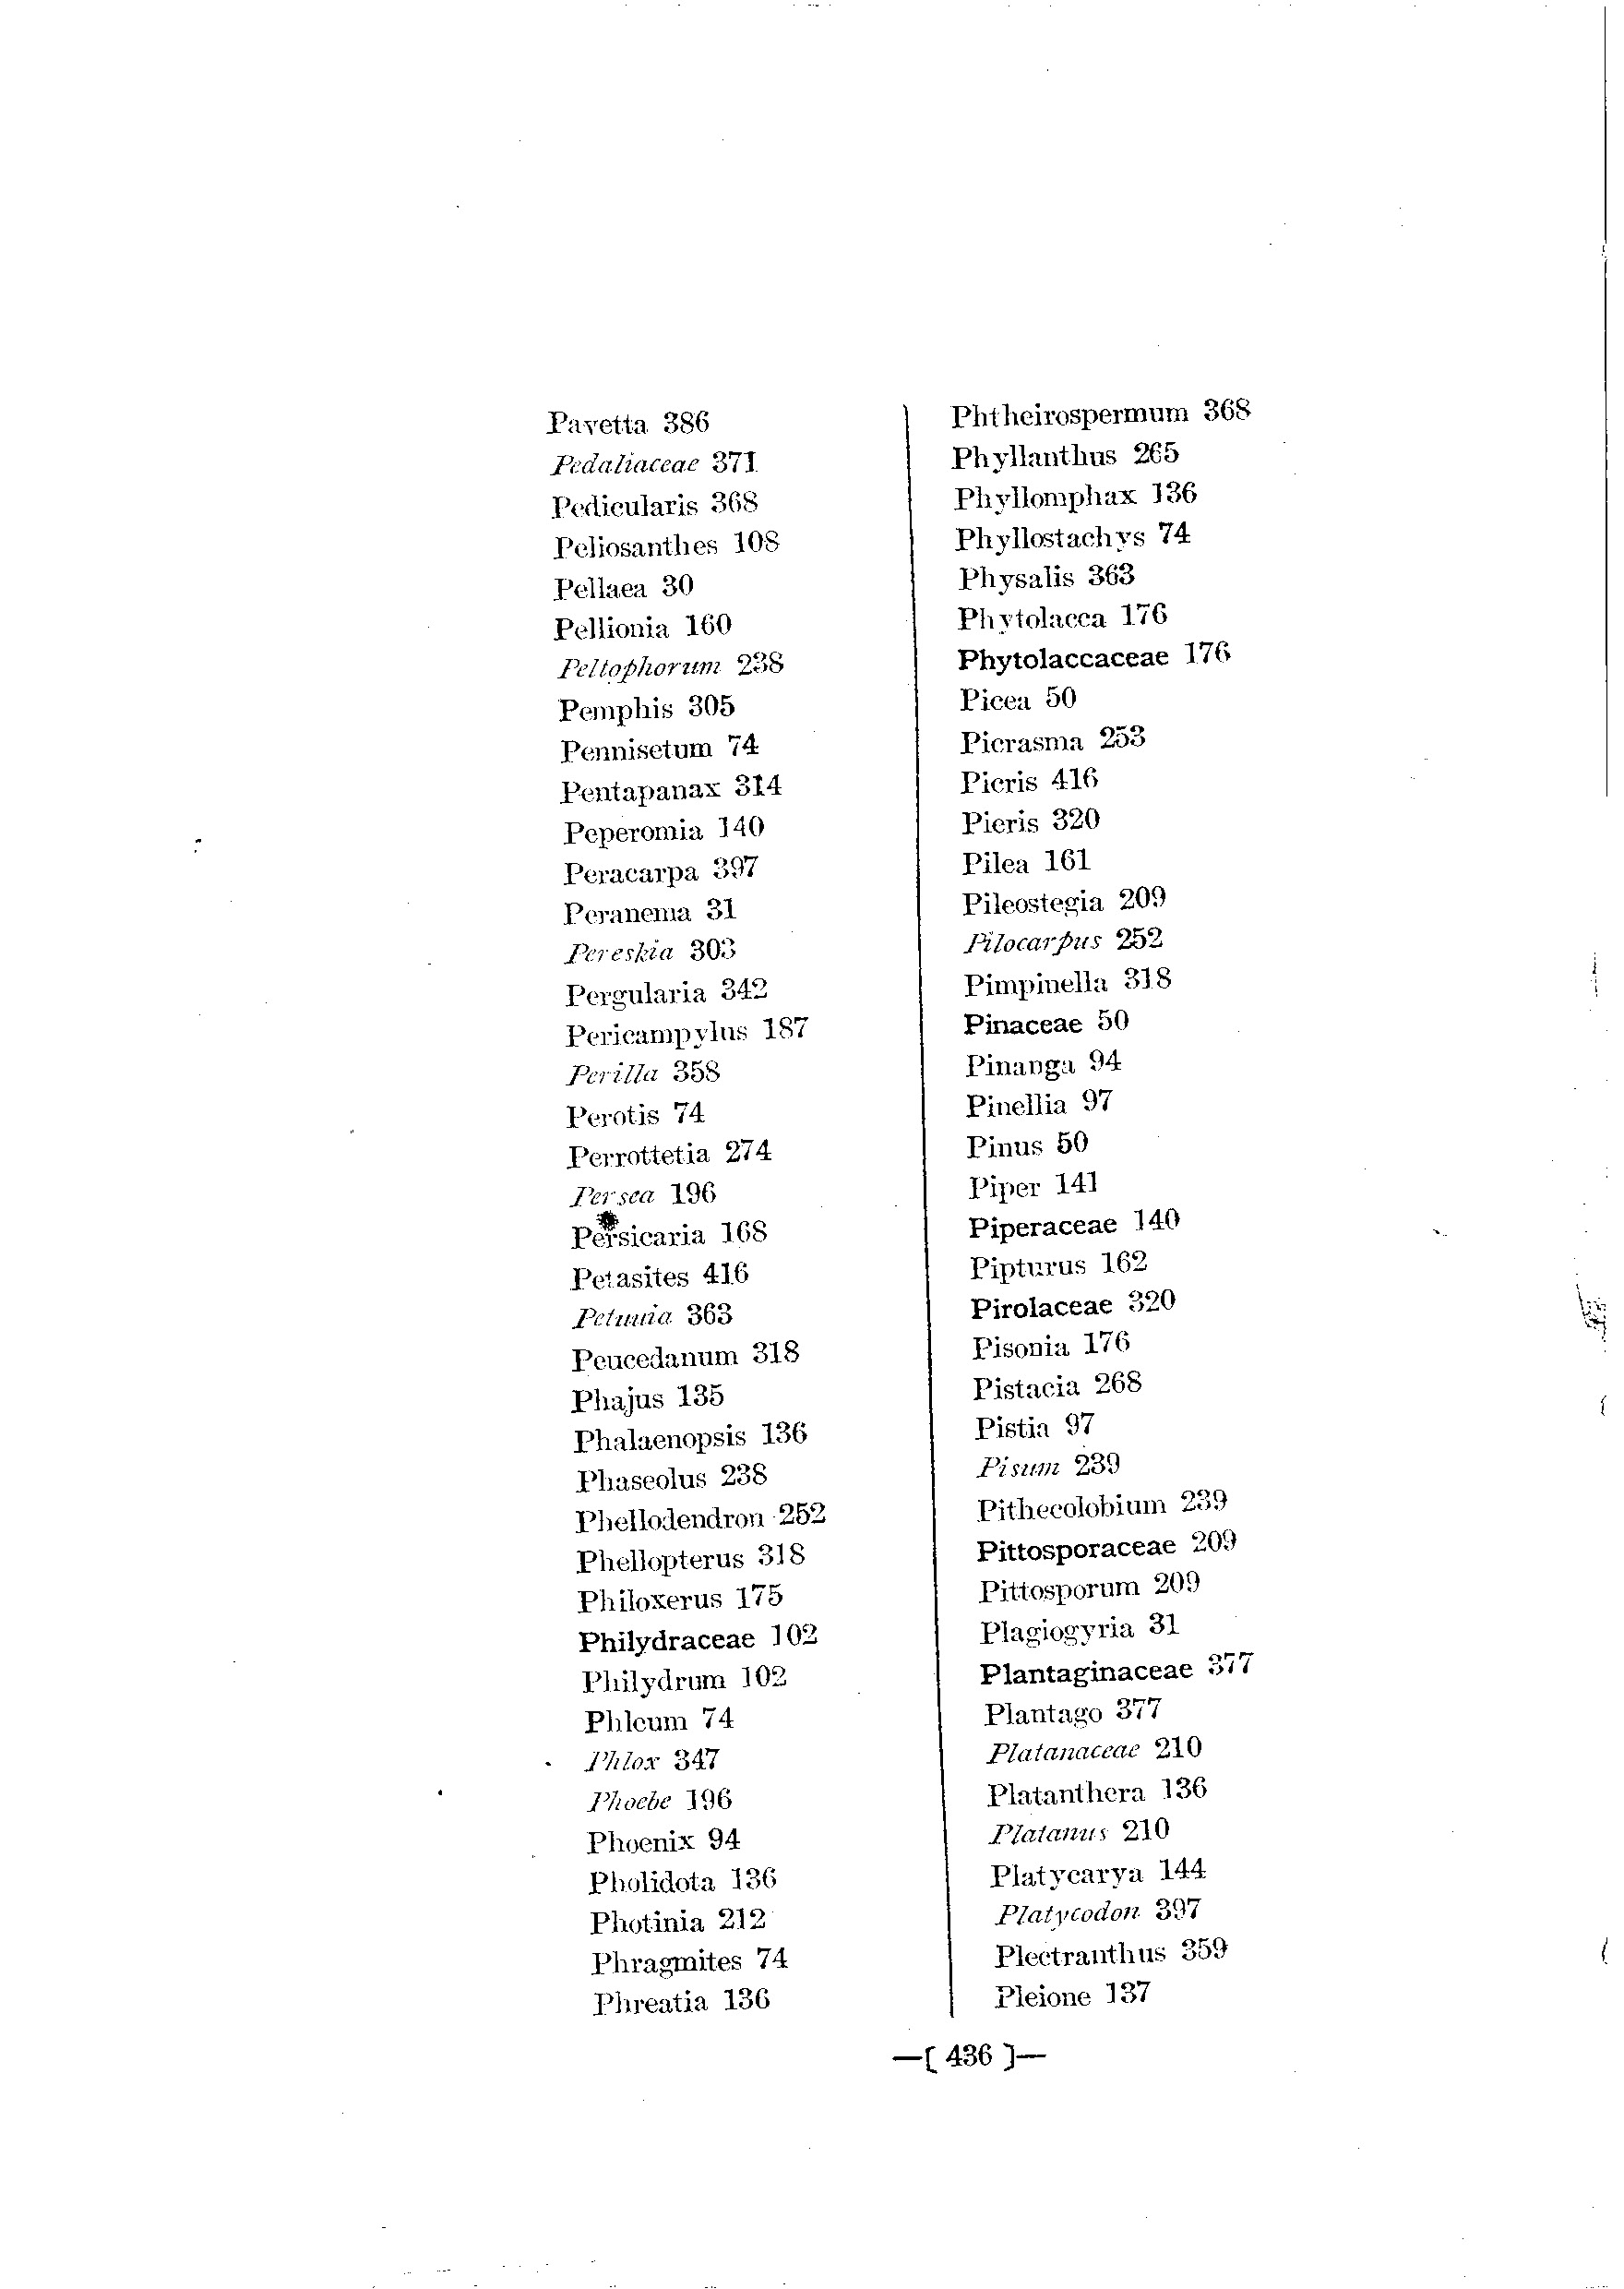 Pavetta 386
Pedaliaceae 371
Pedicularis 368
Peliosanthes 108
Pellaea 30
Pellionia 160
Peltophorum 238
Pemphis 305
Pennisetum 74
Pentapanax 314
Peperomia 140
Peracarpa 397
Peranema 31
Pereskia 303
Pergularia 342
Pericampylus 187
Perilla 358
Perotis 74
Perrottetia 274
Persea 196
Persicaria 168
Petasites 416
Petunia 363
Peucedanum 318
Phajus 135
Phalaenopsis 136
Phaseolus 238
Phellodendron 252
Phellopterus 318
Philoxerus 175
Philydraceae 102
Philydrum 102
Phleum 74
Phlox 347
Phoebe 196
Phoenix 94
Pholidota 136
Photinia 212
Phragmites 74
Phreatia 136
Phtheirospermum 368
Phyllanthus 265
Phyllomphax 136
Phyllostachys 74
Physalis 363
Phytolacca 176
Phytolaccaceae 176
Picea 50
Picrasma 253
Picris 416
Pieris 320
Pilea 161
Pileostegia 209
Pilocarpus 252
Pimpinella 318
Pinaceae 50
Pinanga 94
Pinellia 97
Pinus 50
Piper 141
Piperaceae 140
Pipturus 162
Pirolaceae 320
Pisonia 176
Pistacia 268
Pistia 97
Pisum 239
Pithecolobium 239
Pittosporaceae 209
Pittosporum 209
Plagiogyria 31
Plantaginaceae 377
Plantago 377
Platanaceae 210
Platanthera 136
Platanus 210
Platycarya 144
Platycodon 397
Plectranthus 359
Pleione 137
—( 436 )—